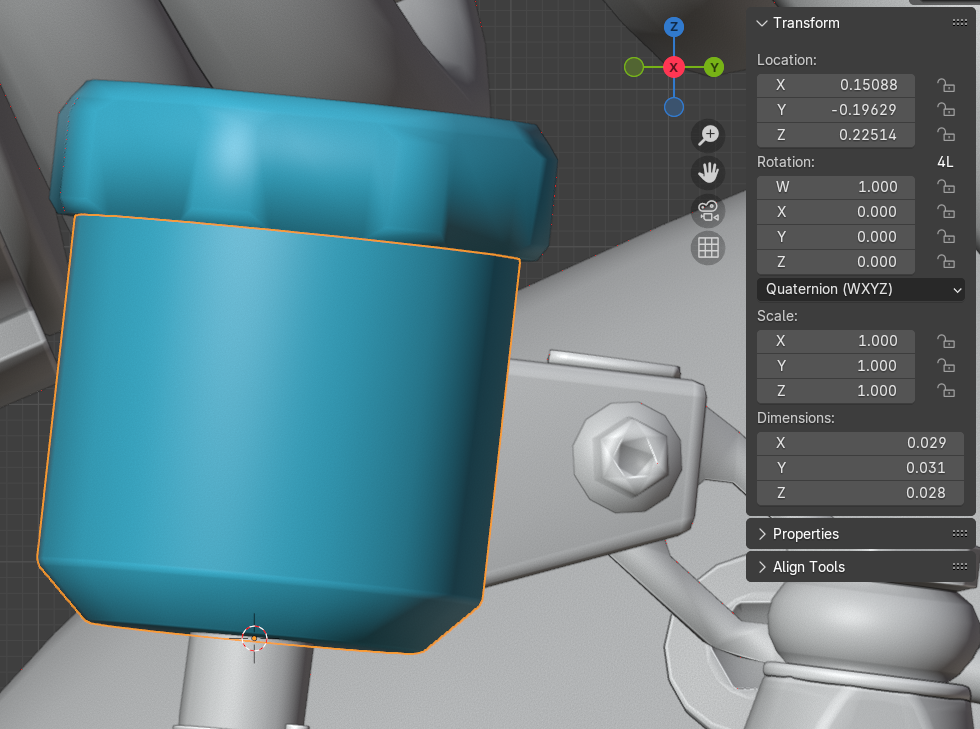 Z
X
Y
Transform
Location:
X 0.15088
Y -0.19629
Z 0.22514
Rotation: 4L
W 1.000
X 0.000
Y 0.000
Z 0.000
Quaternion (WXYZ)
Scale:
X 1.000
Y 1.000
Z 1.000
Dimensions:
X 0.029
Y 0.031
Z 0.028
Properties
Align Tools